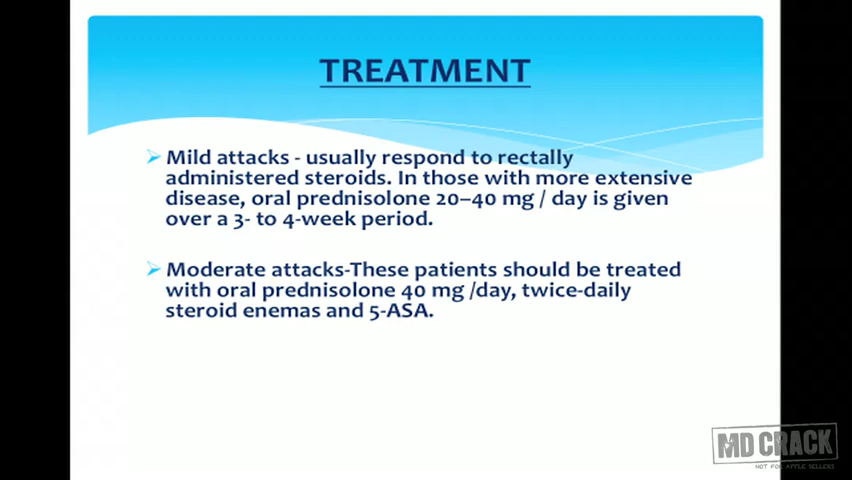 TREATMENT
Mild attacks - usually respond to rectally
administered steroids. In those with more extensive
disease, oral prednisolone 20–40 mg / day is given
over a 3- to 4-week period.
Moderate attacks-These patients should be treated
with oral prednisolone 40 mg /day, twice-daily
steroid enemas and 5-ASA.
MD CRACK
NOT FOR APPLE SELLERS